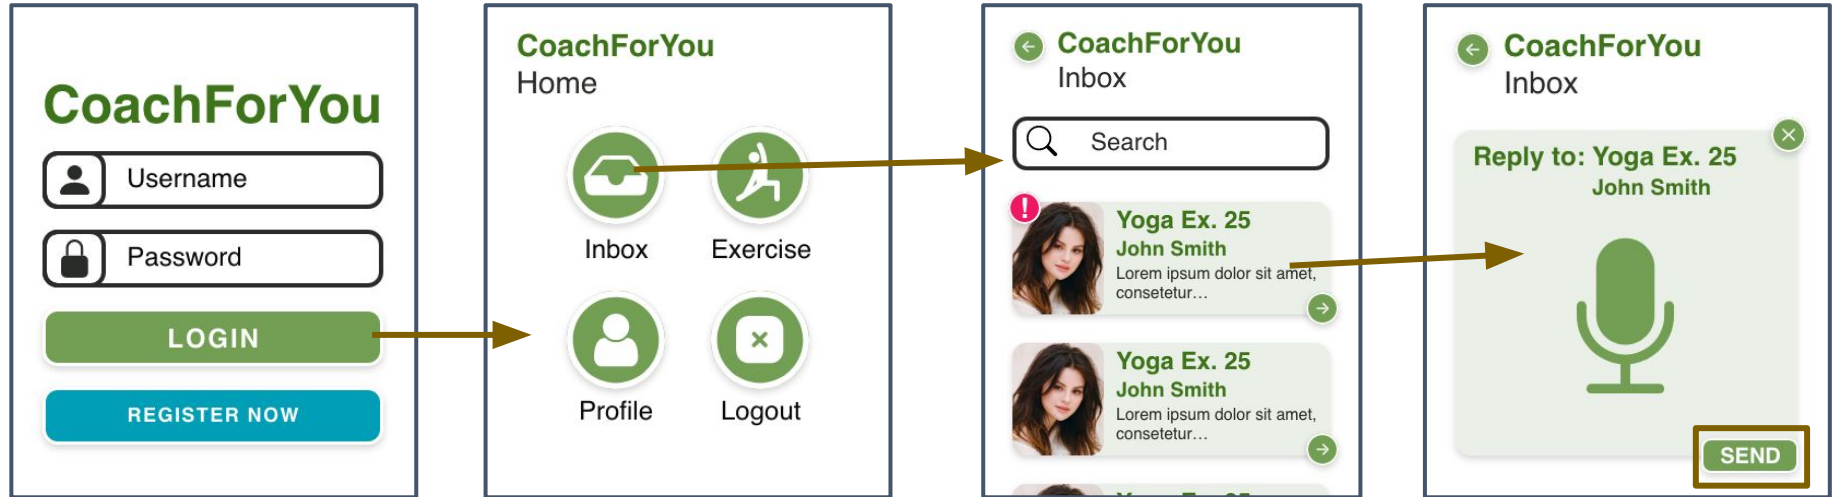 CoachForYou
Username
Password
LOGIN
REGISTER NOW
CoachForYou
Home
Inbox
Exercise
Profile
Logout
CoachForYou
Inbox
Search
!
Yoga Ex. 25
John Smith
Lorem ipsum dolor sit amet,
consetetur...
Yoga Ex. 25
John Smith
Lorem ipsum dolor sit amet,
consetetur...
CoachForYou
Inbox
Reply to: Yoga Ex. 25
John Smith
SEND